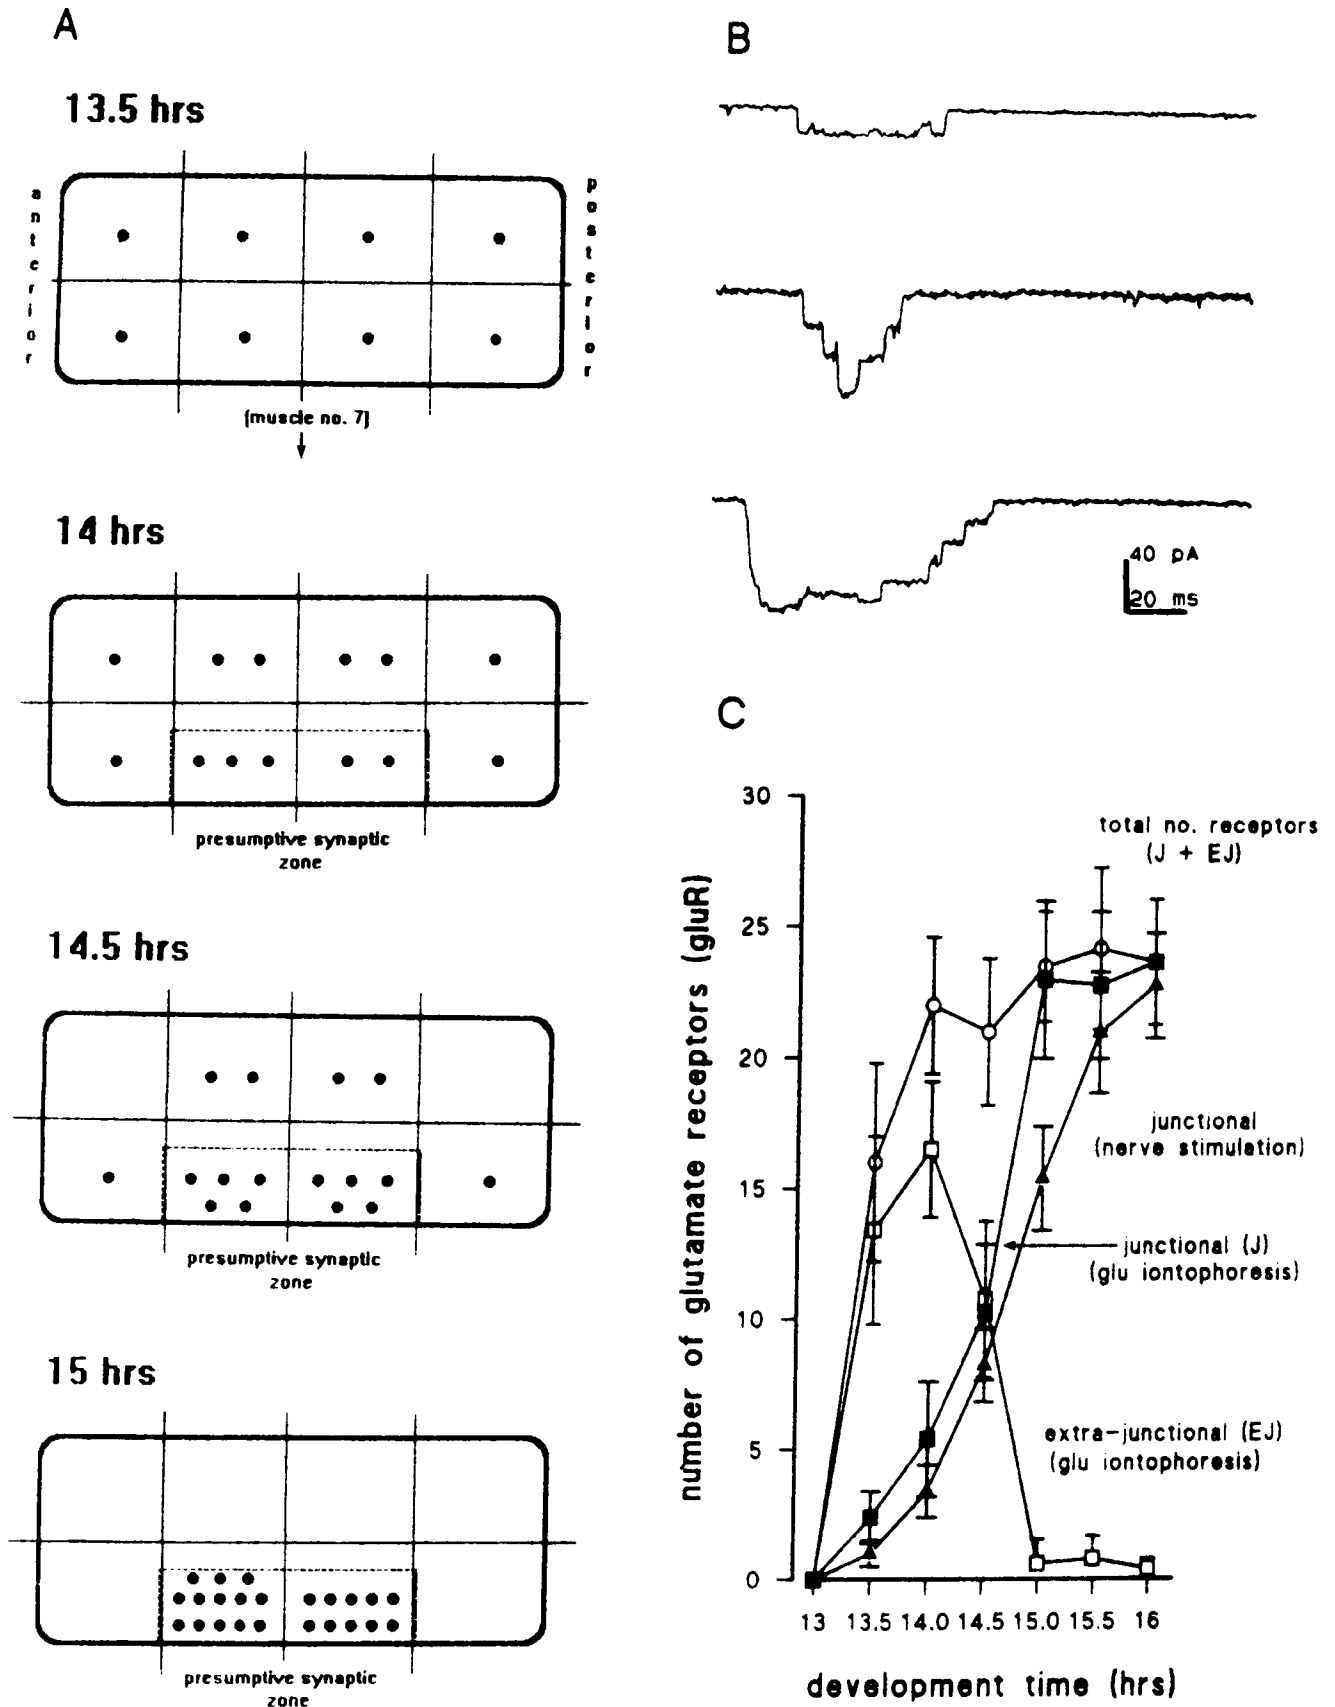 A
13.5 hrs
anterior
posterior
(muscle no. 7)
14 hrs
presumptive synaptic
zone
14.5 hrs
presumptive synaptic
zone
15 hrs
presumptive synaptic
zone
B
40 pA
20 ms
C
number of glutamate receptors (gluR)
30
25
20
15
10
5
0
total no. receptors
(J + EJ)
junctional
(nerve stimulation)
junctional (J)
(glu iontophoresis)
extra-junctional (EJ)
(glu iontophoresis)
13 13.5 14.0 14.5 15.0 15.5 16
development time (hrs)